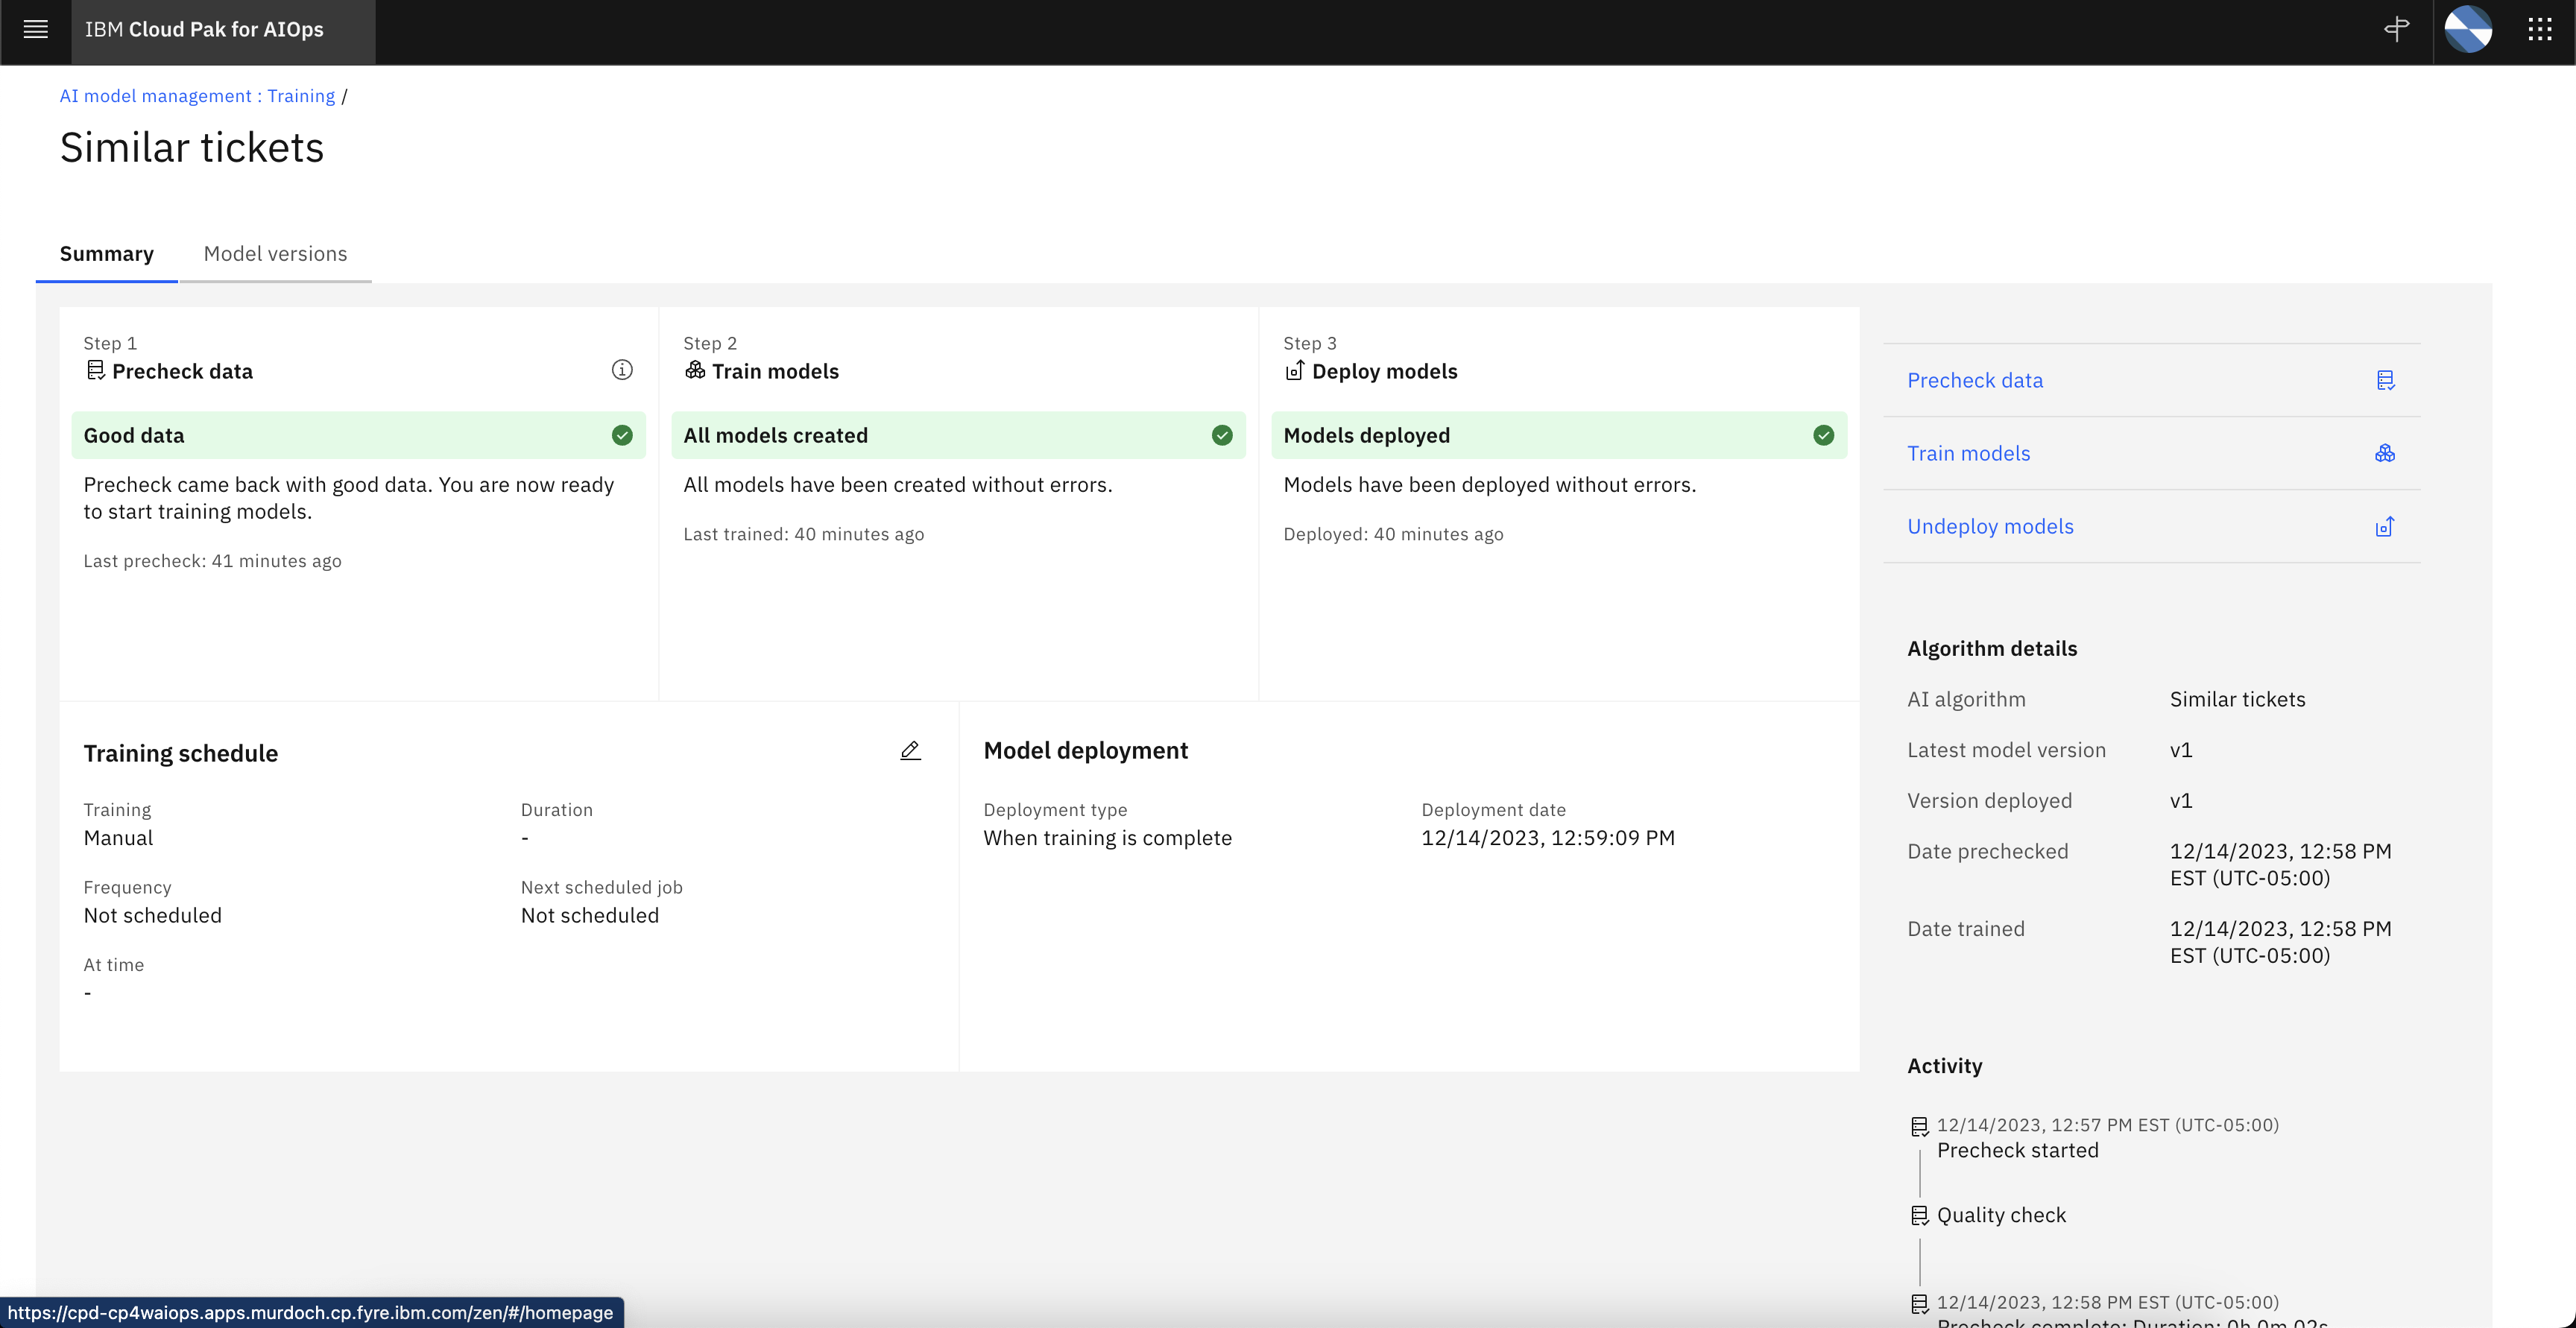 IBM Cloud Pak for AIOps
AI model management : Training /
Similar tickets
Summary
Model versions
Step 1
Precheck data
Good data
Precheck came back with good data. You are now ready
to start training models.
Last precheck: 41 minutes ago
Step 2
Train models
All models created
All models have been created without errors.
Last trained: 40 minutes ago
Step 3
Deploy models
Models deployed
Models have been deployed without errors.
Deployed: 40 minutes ago
Training schedule
Training
Manual
Duration
-
Frequency
Not scheduled
Next scheduled job
Not scheduled
At time
-
Model deployment
Deployment type
When training is complete
Deployment date
12/14/2023, 12:59:09 PM
Precheck data
Train models
Undeploy models
Algorithm details
AI algorithm
Similar tickets
Latest model version
v1
Version deployed
v1
Date prechecked
12/14/2023, 12:58 PM
EST (UTC-05:00)
Date trained
12/14/2023, 12:58 PM
EST (UTC-05:00)
Activity
12/14/2023, 12:57 PM EST (UTC-05:00)
Precheck started
Quality check
12/14/2023, 12:58 PM EST (UTC-05:00)
Precheck complete: Duration: 0h 0m 02s
https://cpd-cp4waiops.apps.murdoch.cp.fyre.ibm.com/zen/#/homepage